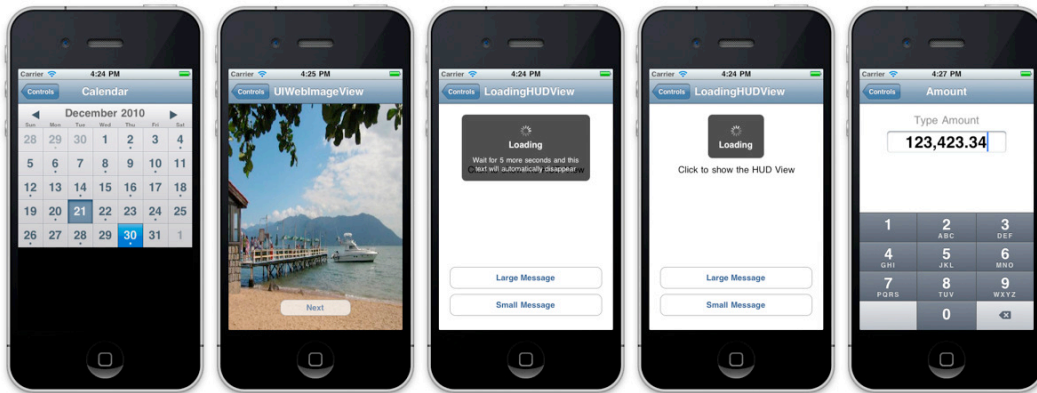 Carrier 4:24 PM
Controls Calendar
December 2010
Sun Mon Tue Wed Thu Fri Sat
28 29 30 1 2 3 4
5 6 7 8 9 10 11
12 13 14 15 16 17 18
19 20 21 22 23 24 25
26 27 28 29 30 31 1
Carrier 4:25 PM
Controls UIWebImageView
Next
Carrier 4:24 PM
Controls LoadingHUDView
Loading
Wait for 5 more seconds and this
text will automatically disappear
Large Message
Small Message
Carrier 4:24 PM
Controls LoadingHUDView
Loading
Click to show the HUD View
Large Message
Small Message
Carrier 4:27 PM
Controls Amount
Type Amount
123,423.34
1 2 3
ABC DEF
4 5 6
GHI JKL MNO
7 8 9
PQRS TUV WXYZ
0